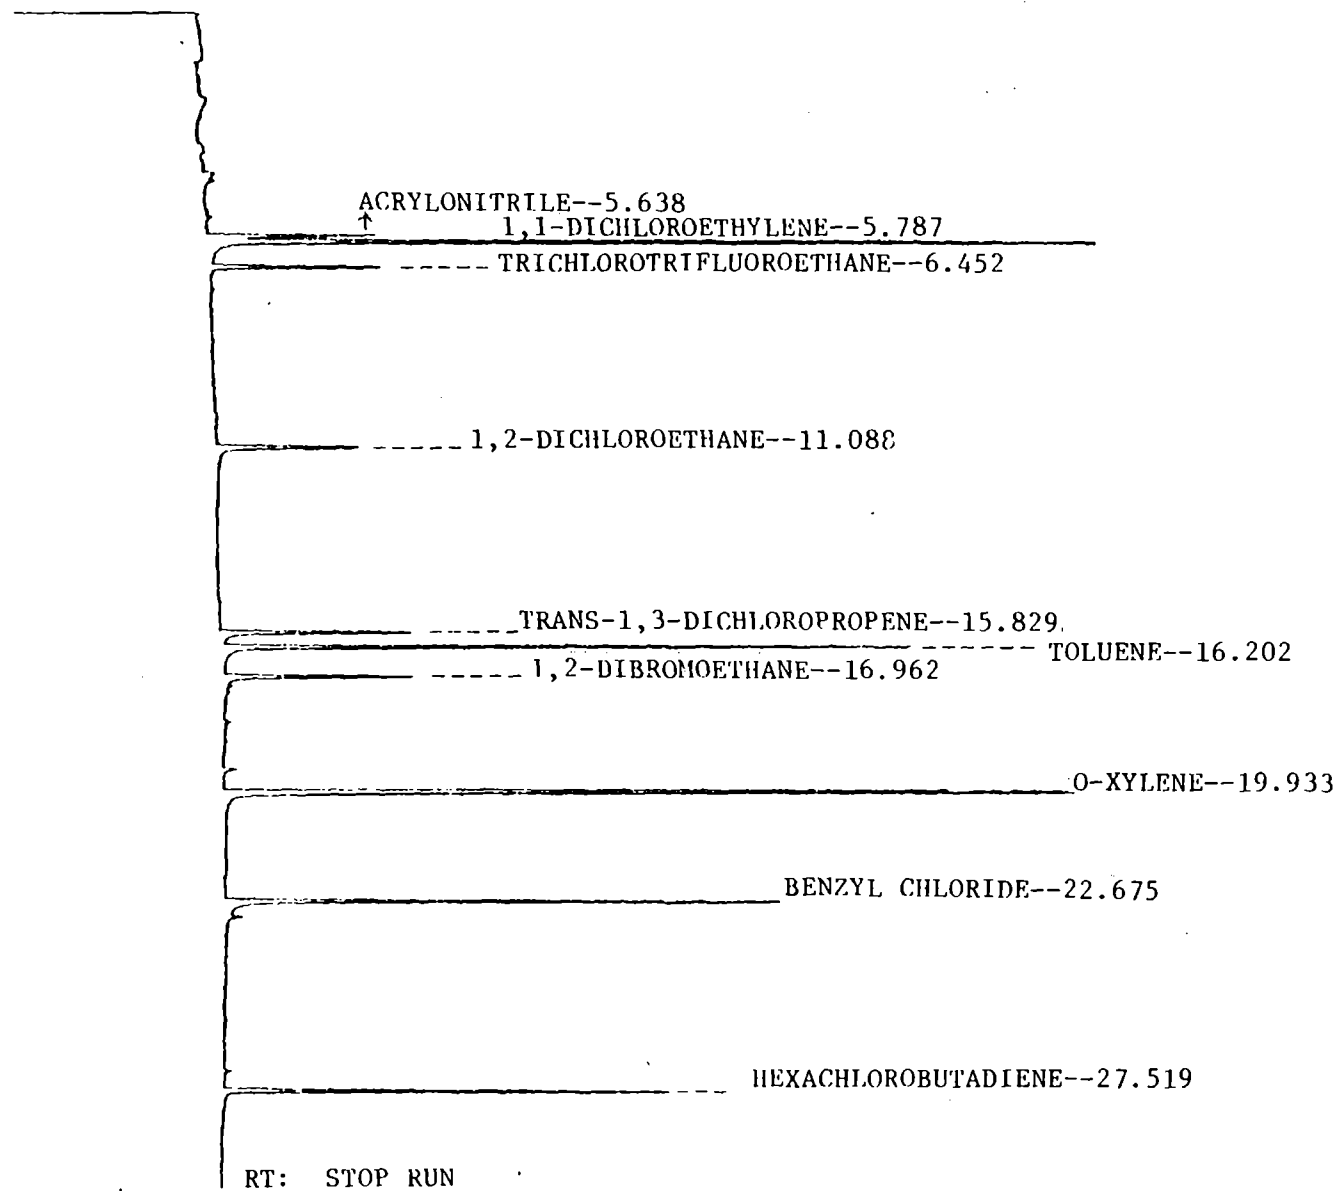 ACRYLONITRILE--5.638
1,1-DICHLOROETHYLENE--5.787
----- TRICHLOROTRIFLUOROETHANE--6.452
----- 1,2-DICHLOROETHANE--11.088
-----TRANS-1,3-DICHLOROPROPENE--15.829
------ TOLUENE--16.202
----- 1,2-DIBROMOETHANE--16.962
O-XYLENE--19.933
BENZYL CHLORIDE--22.675
--- HEXACHLOROBUTADIENE--27.519
RT: STOP RUN